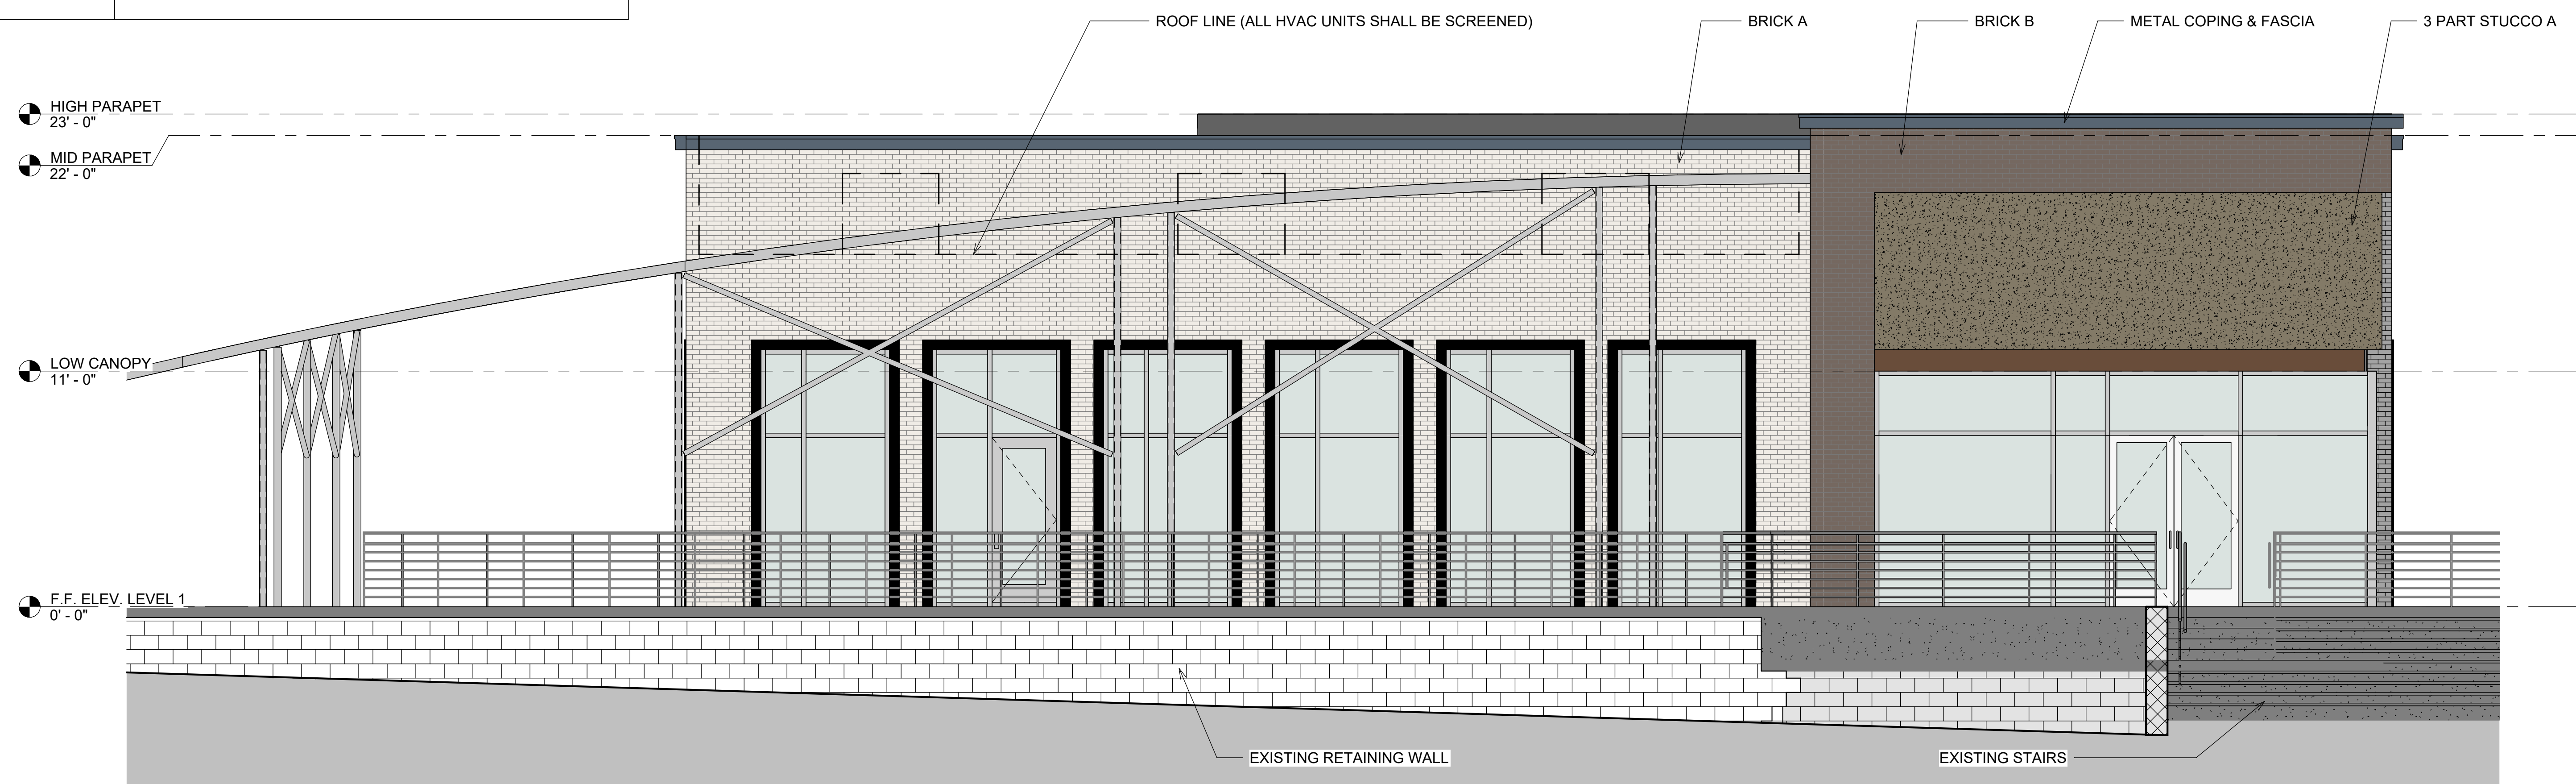 ROOF LINE (ALL HVAC UNITS SHALL BE SCREENED)
BRICK A
BRICK B
METAL COPING & FASCIA
3 PART STUCCO A
HIGH PARAPET
23' - 0"
MID PARAPET
22' - 0"
LOW CANOPY
11' - 0"
F.F. ELEV. LEVEL 1
0' - 0"
EXISTING RETAINING WALL
EXISTING STAIRS